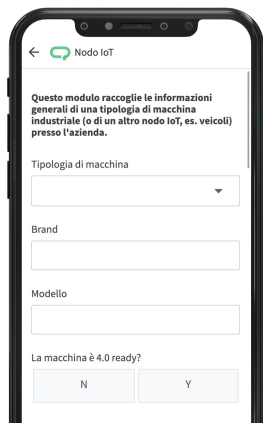 Nodo IoT
Questo modulo raccoglie le informazioni
generali di una tipologia di macchina
industriale (o di un altro nodo IoT, es. veicoli)
presso l'azienda.
Tipologia di macchina
Brand
Modello
La macchina è 4.0 ready?
N Y